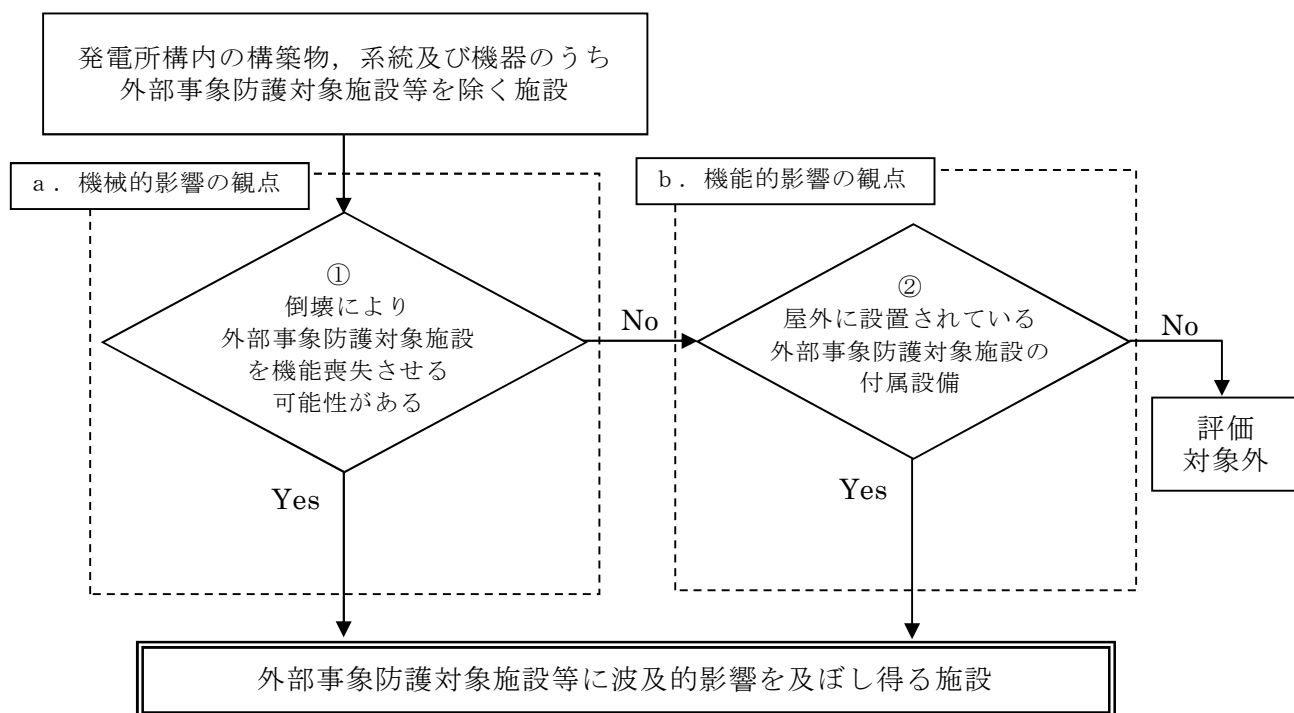 発電所構内の構築物，系統及び機器のうち
外部事象防護対象施設等を除く施設
ａ．機械的影響の観点
①
倒壊により
外部事象防護対象施設
を機能喪失させる
可能性がある
No
Yes
ｂ．機能的影響の観点
②
屋外に設置されている
外部事象防護対象施設の
付属設備
No
Yes
評価
対象外
外部事象防護対象施設等に波及的影響を及ぼし得る施設